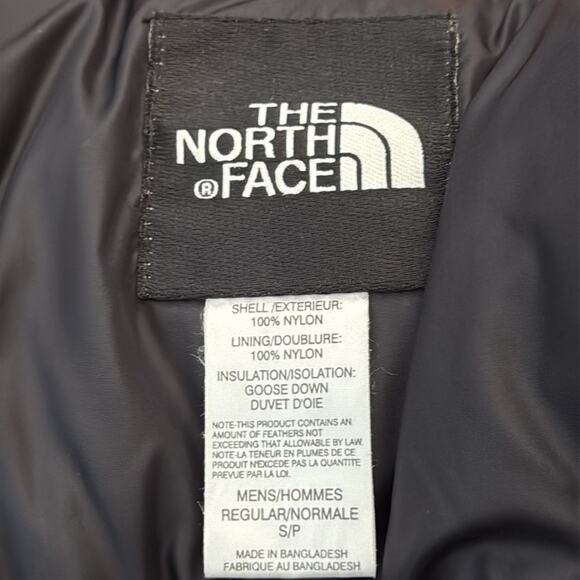 THE
NORTH
®FACE
SHELL /EXTERIEUR:
100% NYLON
LINING/DOUBLURE:
100% NYLON
INSULATION/ISOLATION:
GOOSE DOWN
DUVET D'OIE
NOTE-THIS PRODUCT CONTAINS AN
AMOUNT OF FEATHERS NOT
EXCEEDING THAT ALLOWABLE BY LAW.
NOTE-LA TENEUR EN PLUMES DE CE
PRODUIT N'EXCEDE PAS LA QUANTITE
PREVUE PAR LA LOI.
MENS/HOMMES
REGULAR/NORMALE
S/P
MADE IN BANGLADESH
FABRIQUE AU BANGLADESH